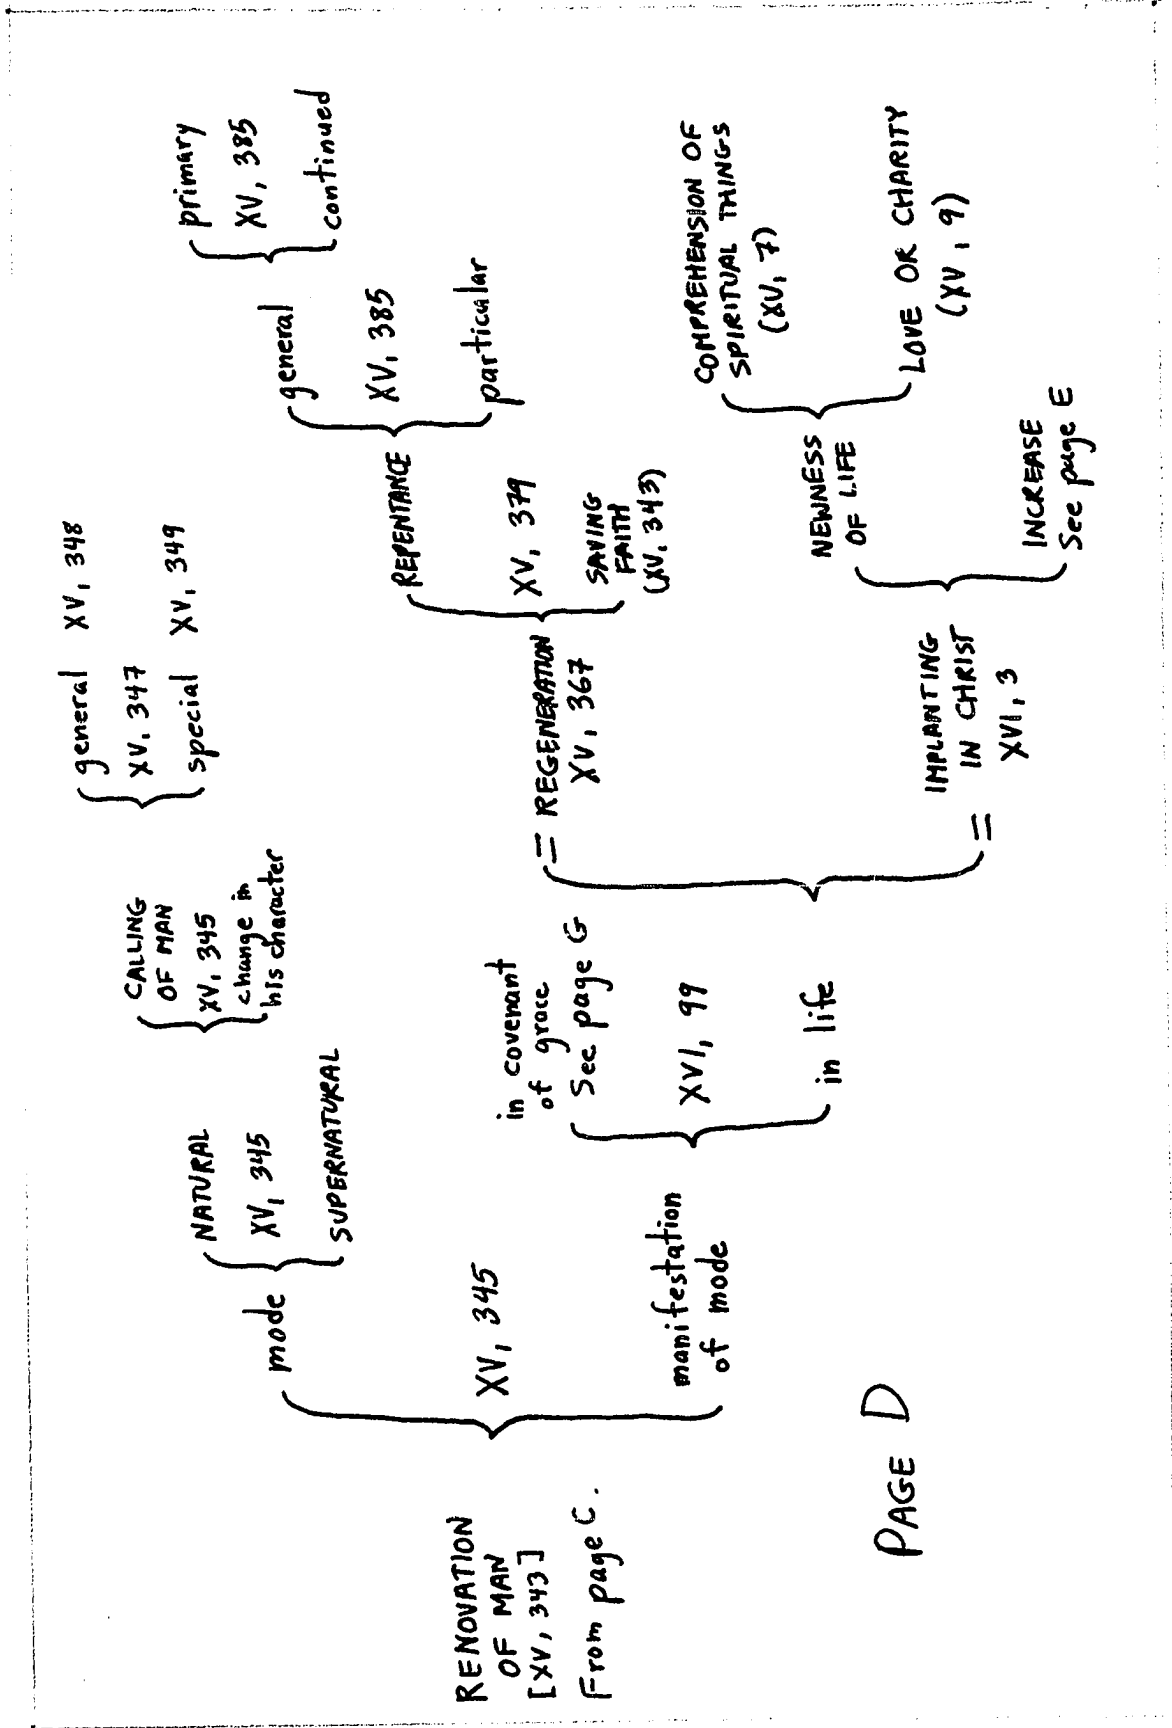 RENOVATION
OF MAN
[XV, 343]
From page C.
mode
XV, 345
manifestation
of mode
NATURAL
XV, 345
SUPERNATURAL
CALLING
OF MAN
XV, 345
change in
his character
general XV, 348
XV, 347
special XV, 349
in covenant
of grace
See page G
XVI, 99
in life
= REGENERATION
XV, 367
REPENTANCE
XV, 379
SAVING
FAITH
(XV, 343)
general
XV, 385
particular
primary
XV, 385
continued
= IMPLANTING
IN CHRIST
XVI, 3
NEWNESS
OF LIFE
INCREASE
See page E
COMPREHENSION OF
SPIRITUAL THINGS
(XV, 7)
LOVE OR CHARITY
(XV, 9)
PAGE D